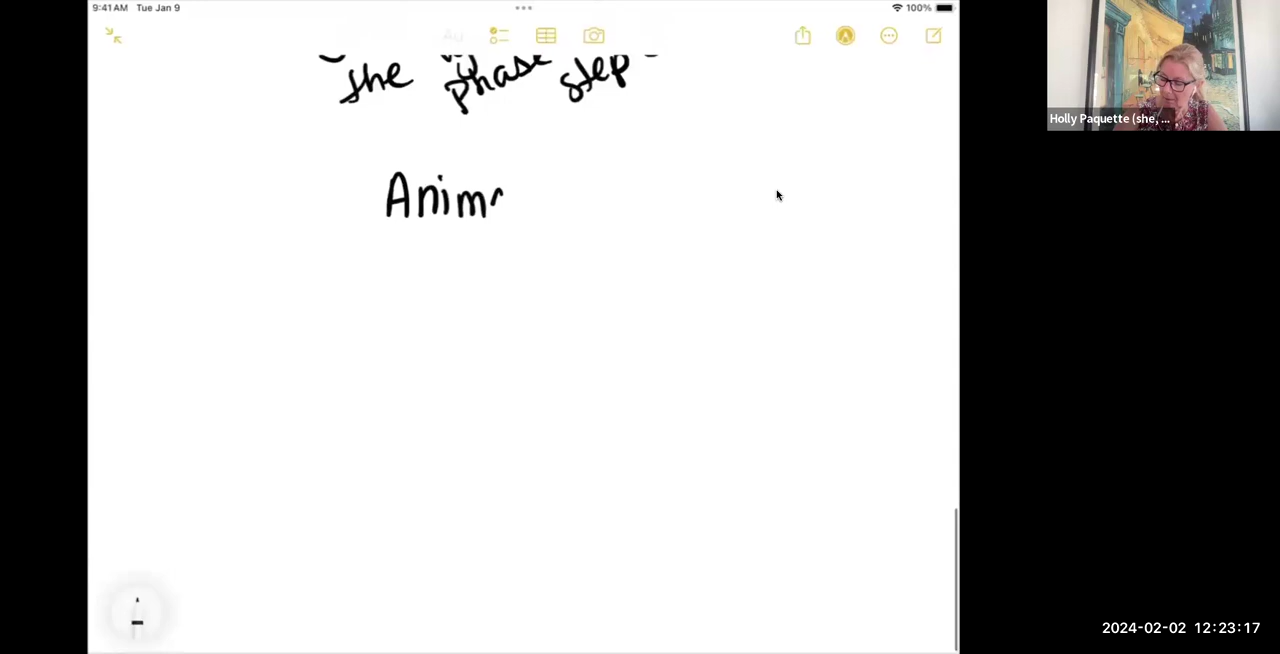 9:41 AM Tue Jan 9
100%
she phase step
Anim
Holly Paquette (she, ...
2024-02-02 12:23:17